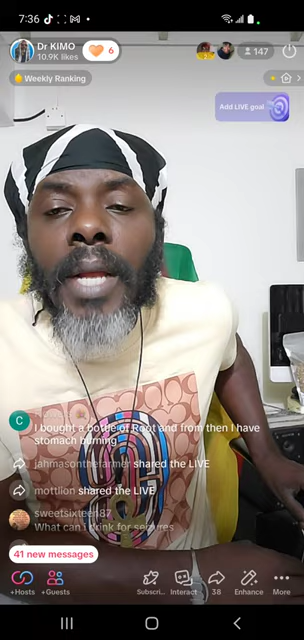 7:36
Dr KIMO
10.9K likes
6
147
Weekly Ranking
Add LIVE goal
C
I bought a bottle of Root and from then I have
stomach burning
jahmasonthefarmer shared the LIVE
mottlion shared the LIVE
sweetsixteen87
What can i drink for seizures
41 new messages
+Hosts
+Guests
Subscri...
Interact
38
Enhance
More